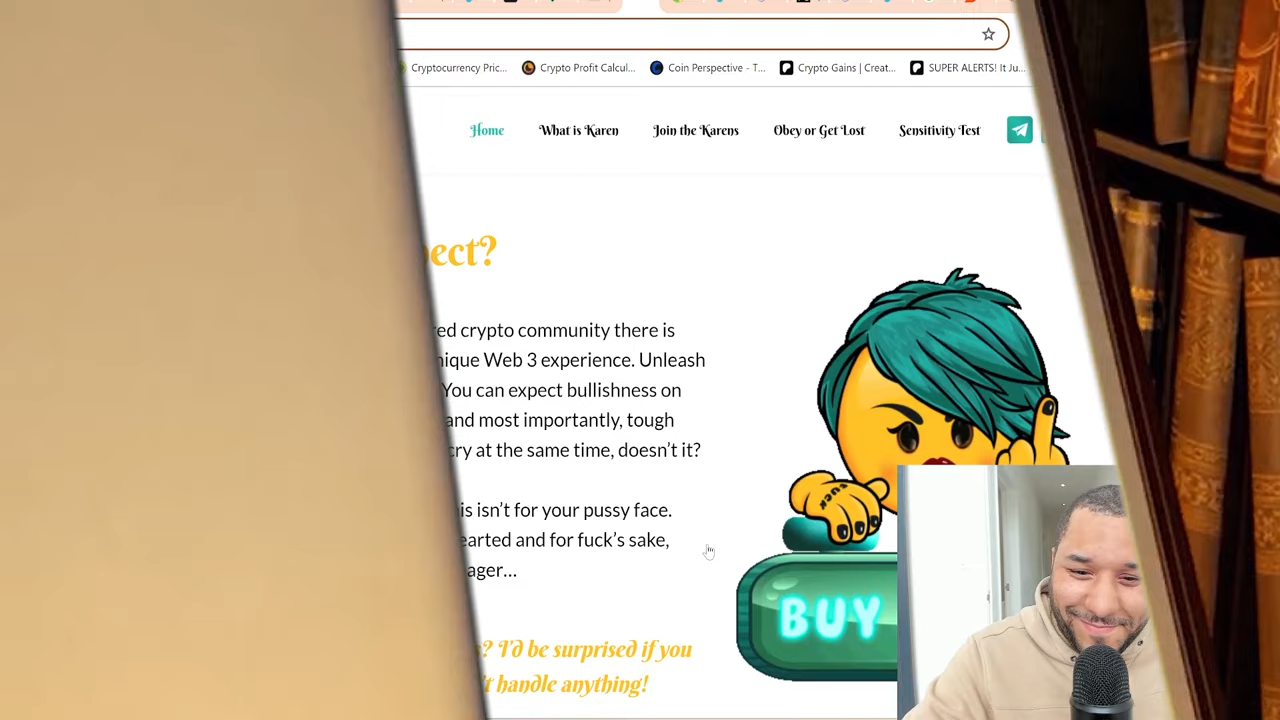 Cryptocurrency Pric... Crypto Profit Calcul... Coin Perspective - T... Crypto Gains | Creat... SUPER ALERTS! It Ju...
Home What is Karen Join the Karens Obey or Get Lost Sensitivity Test
pect?
red crypto community there is
nique Web 3 experience. Unleash
You can expect bullishness on
and most importantly, tough
cry at the same time, doesn't it?
is isn't for your pussy face.
earted and for fuck's sake,
ager...
s? I'd be surprised if you
't handle anything!
FUCK
BUY